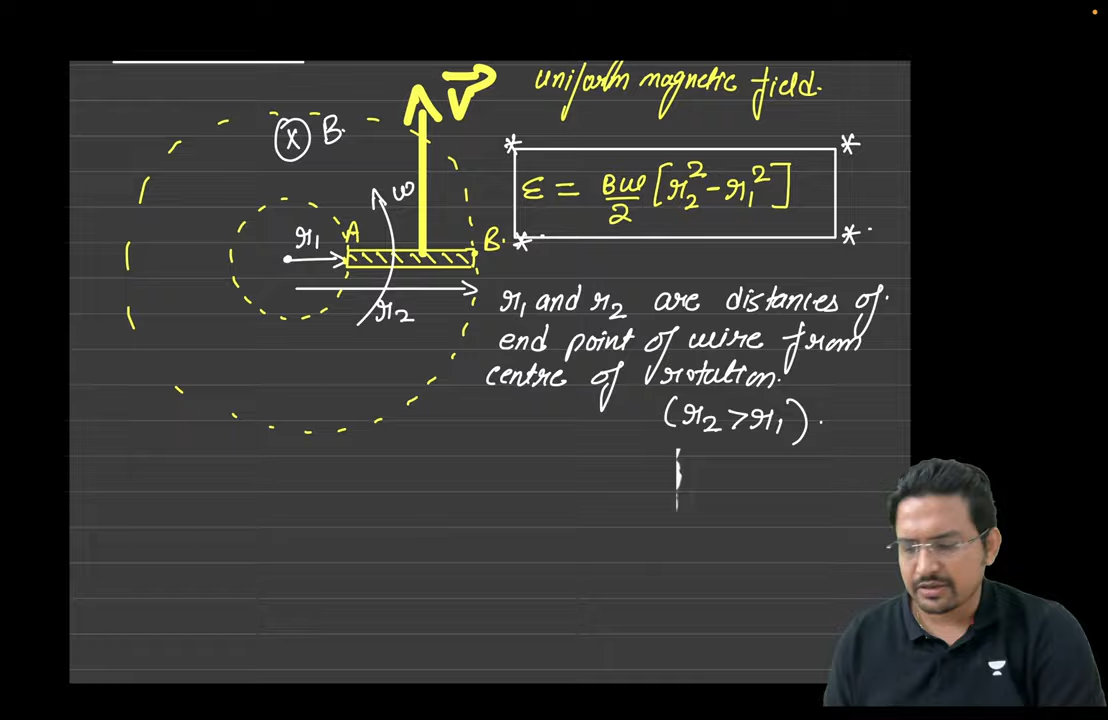 uniform magnetic field.
V
(X) B.
ω
ε = Bω/2 [r₂² - r₁²]
r₁
A
B.
r₂
r₁ and r₂ are distances of.
end point of wire from
centre of rotation.
(r₂ > r₁).